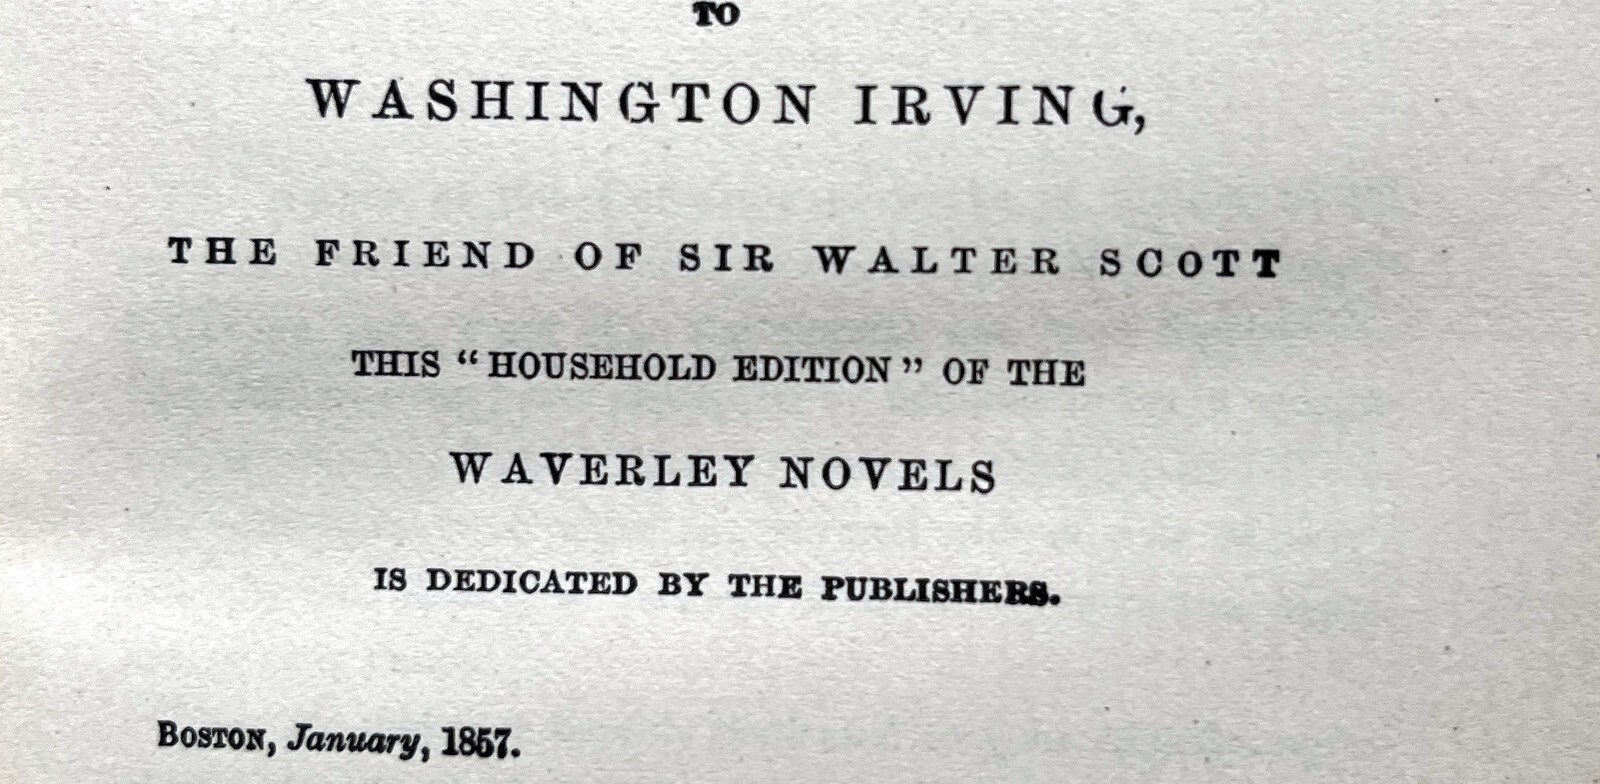 TO
WASHINGTON IRVING,
THE FRIEND OF SIR WALTER SCOTT
THIS “HOUSEHOLD EDITION” OF THE
WAVERLEY NOVELS
IS DEDICATED BY THE PUBLISHERS.
BOSTON, January, 1857.